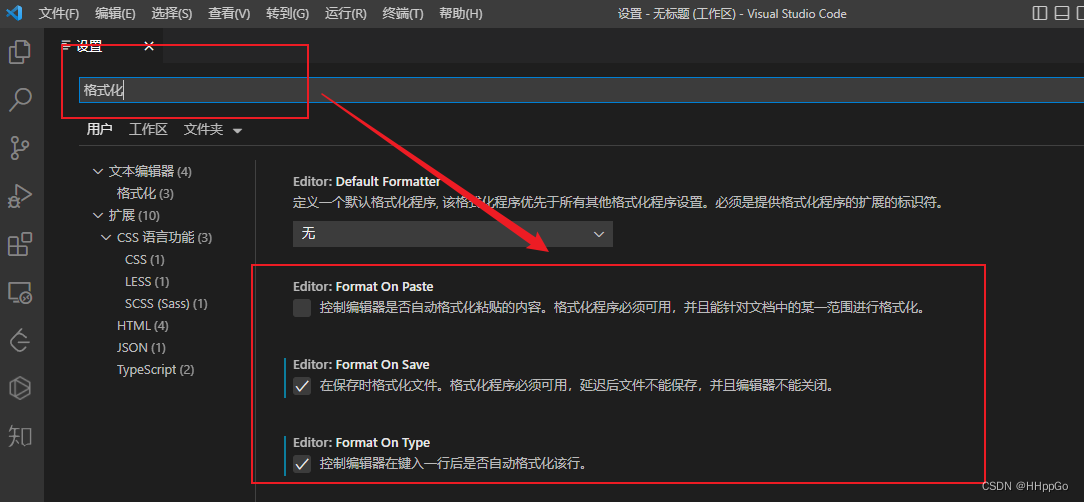 文件(F) 编辑(E) 选择(S) 查看(V) 转到(G) 运行(R) 终端(T) 帮助(H) 设置 - 无标题 (工作区) - Visual Studio Code
设置
格式化
用户 工作区 文件夹
文本编辑器 (4)
格式化 (3)
扩展 (10)
CSS 语言功能 (3)
CSS (1)
LESS (1)
SCSS (Sass) (1)
HTML (4)
JSON (1)
TypeScript (2)
Editor: Default Formatter
定义一个默认格式化程序, 该格式化程序优先于所有其他格式化程序设置。必须是提供格式化程序的扩展的标识符。
无
Editor: Format On Paste
控制编辑器是否自动格式化粘贴的内容。格式化程序必须可用，并且能针对文档中的某一范围进行格式化。
Editor: Format On Save
在保存时格式化文件。格式化程序必须可用，延迟后文件不能保存，并且编辑器不能关闭。
Editor: Format On Type
控制编辑器在键入一行后是否自动格式化该行。
知
CSDN @HHppGo